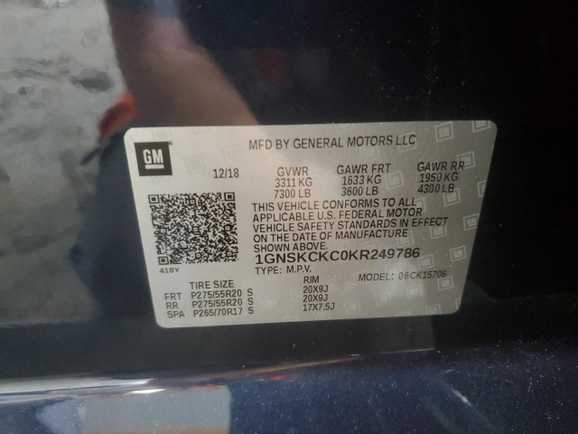 GM
MFD BY GENERAL MOTORS LLC
12/18 GVWR GAWR FRT GAWR RR
3311 KG 1633 KG 1950 KG
7300 LB 3600 LB 4300 LB
THIS VEHICLE CONFORMS TO ALL
APPLICABLE U.S. FEDERAL MOTOR
VEHICLE SAFETY STANDARDS IN EFFECT
ON THE DATE OF MANUFACTURE
SHOWN ABOVE.
1GNSKCKC0KR249786
418V TYPE: M.P.V. MODEL: 06CK15706
TIRE SIZE RIM
FRT P275/55R20 S 20X9J
RR P275/55R20 S 20X9J
SPA P265/70R17 S 17X7.5J